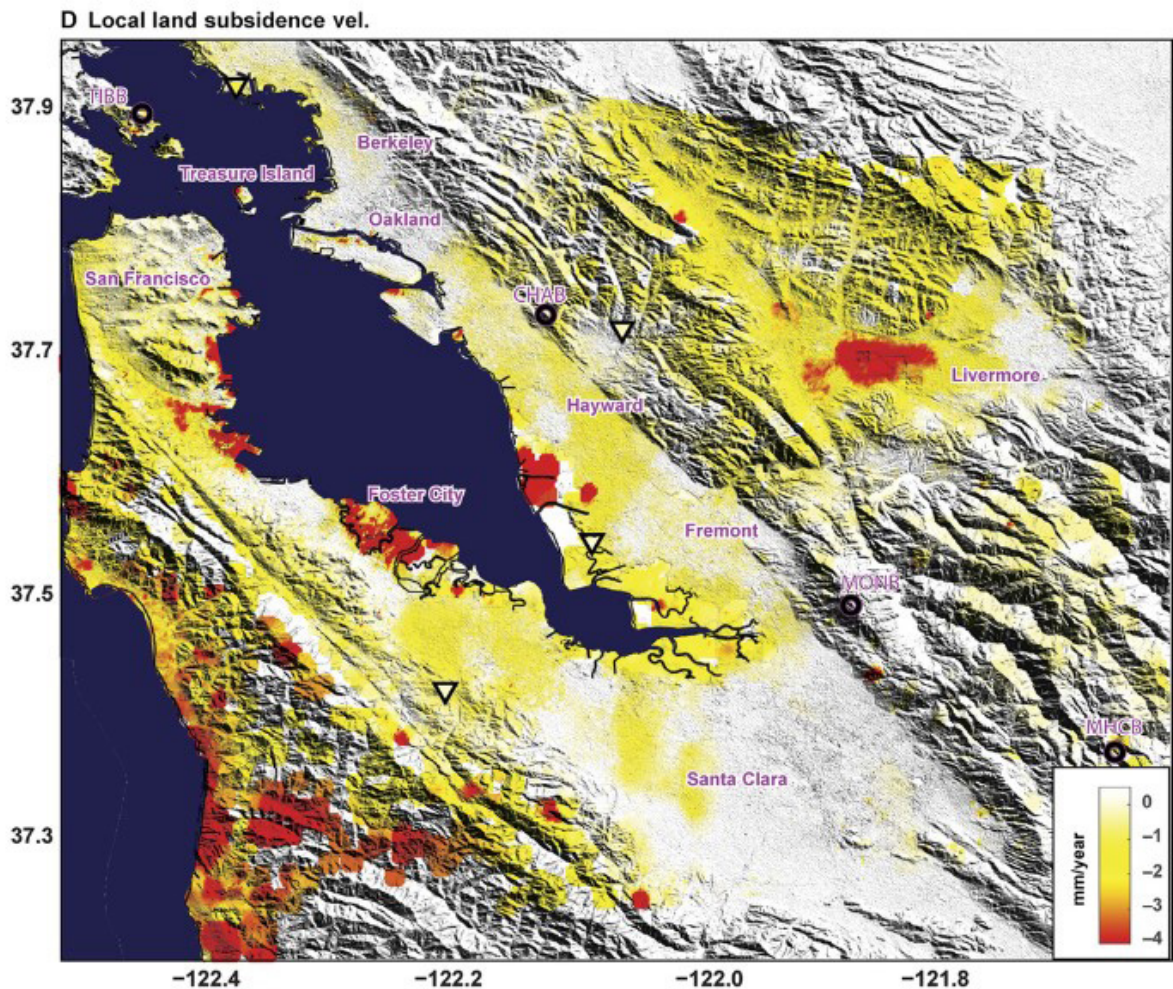 D Local land subsidence vel.
37.9
TIBB
Berkeley
Treasure Island
Oakland
San Francisco
CHAB
37.7
Livermore
Hayward
Foster City
Fremont
37.5
MONB
MHCB
Santa Clara
37.3
0
−1
−2
−3
−4
mm/year
−122.4
−122.2
−122.0
−121.8